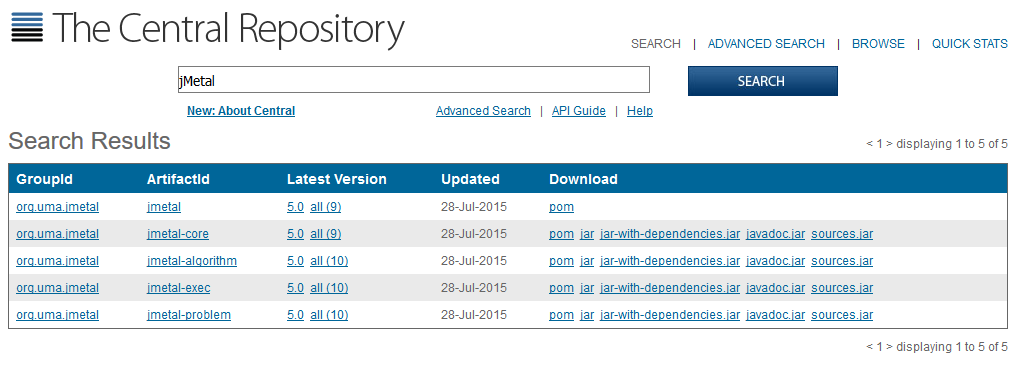 The Central Repository
SEARCH | ADVANCED SEARCH | BROWSE | QUICK STATS
jMetal SEARCH
New: About Central Advanced Search | API Guide | Help
Search Results < 1 > displaying 1 to 5 of 5
GroupId ArtifactId Latest Version Updated Download
org.uma.jmetal jmetal 5.0 all (9) 28-Jul-2015 pom
org.uma.jmetal jmetal-core 5.0 all (9) 28-Jul-2015 pom jar jar-with-dependencies.jar javadoc.jar sources.jar
org.uma.jmetal jmetal-algorithm 5.0 all (10) 28-Jul-2015 pom jar jar-with-dependencies.jar javadoc.jar sources.jar
org.uma.jmetal jmetal-exec 5.0 all (10) 28-Jul-2015 pom jar jar-with-dependencies.jar javadoc.jar sources.jar
org.uma.jmetal jmetal-problem 5.0 all (10) 28-Jul-2015 pom jar jar-with-dependencies.jar javadoc.jar sources.jar
< 1 > displaying 1 to 5 of 5